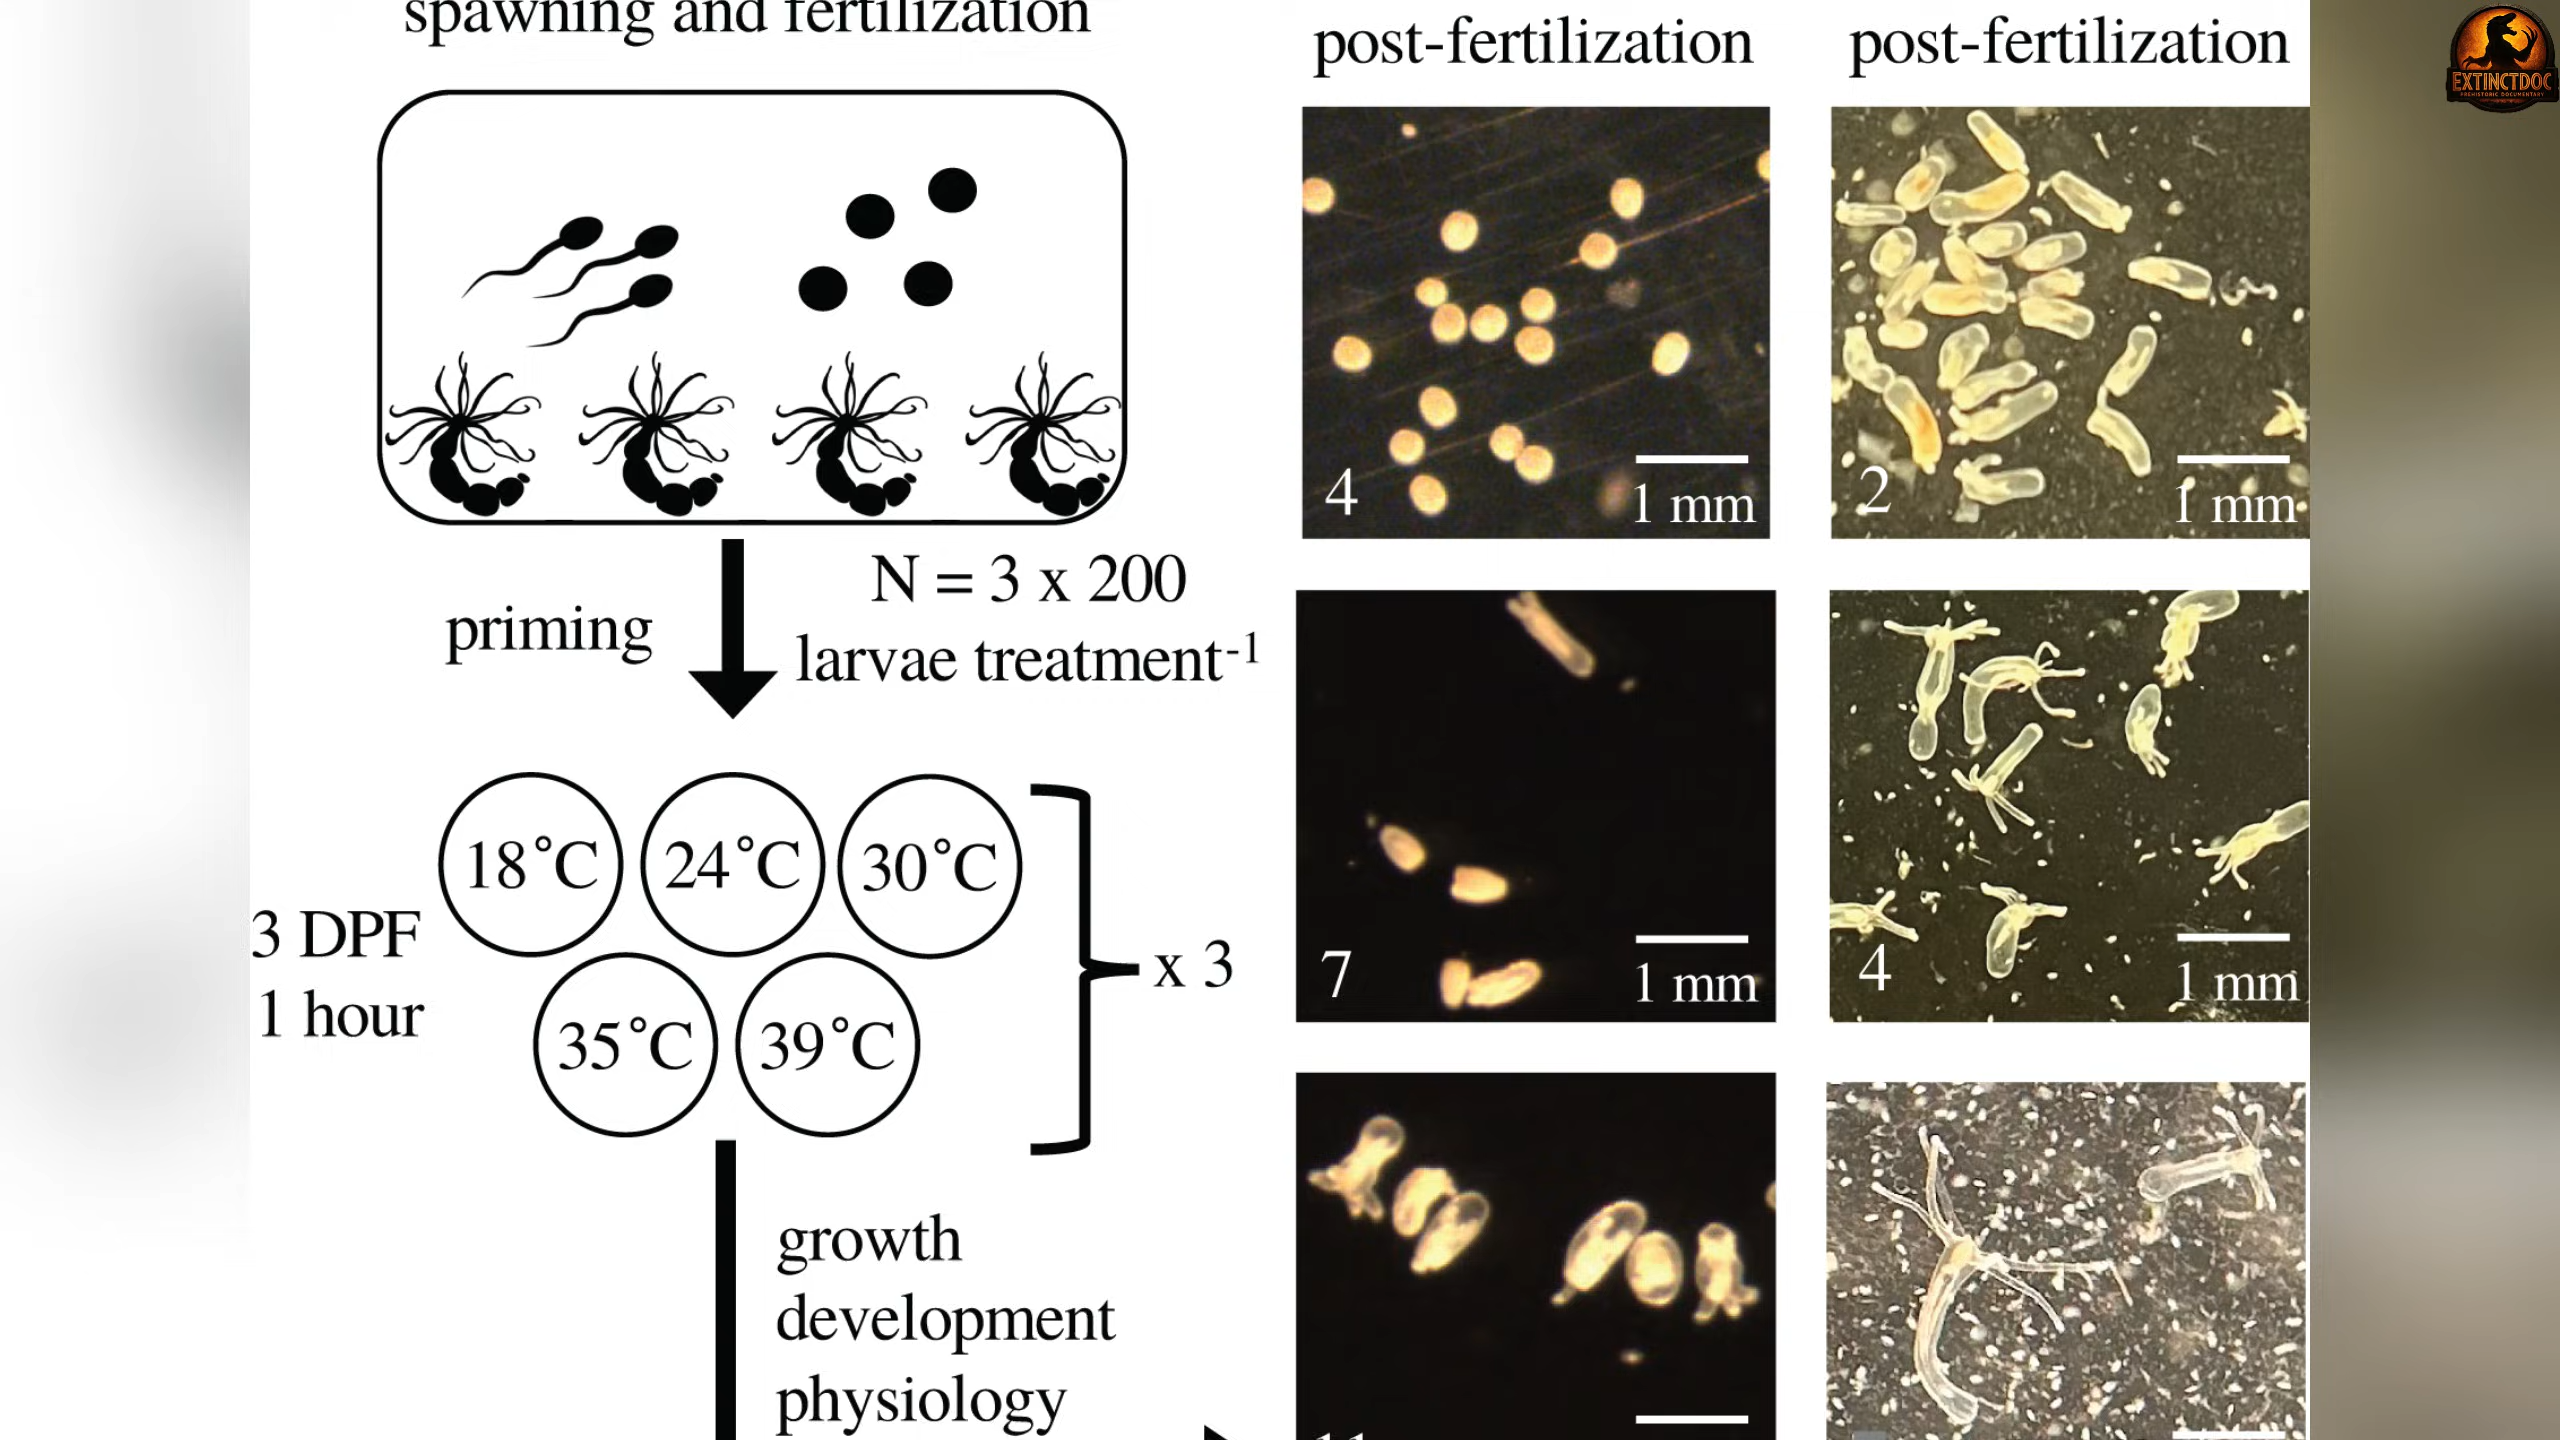 spawning and fertilization
N = 3 x 200
priming
larvae treatment⁻¹
18°C
24°C
30°C
3 DPF
1 hour
35°C
39°C
x 3
growth
development
physiology
post-fertilization
post-fertilization
4
1 mm
2
1 mm
7
1 mm
4
1 mm
EXTINCTDOC
PREHISTORIC DOCUMENTARY